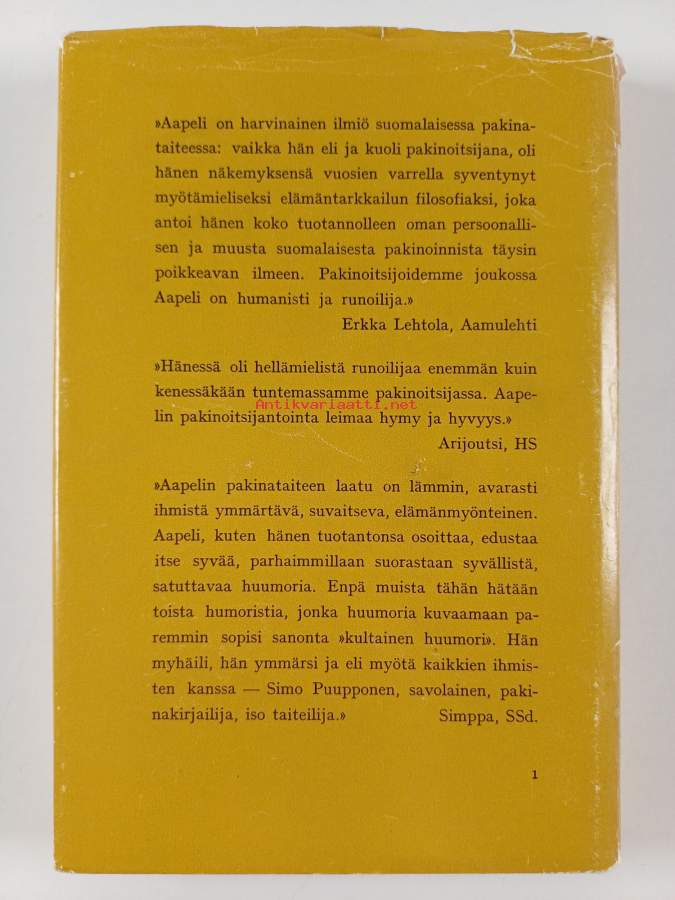 »Aapeli on harvinainen ilmiö suomalaisessa pakina-
taiteessa: vaikka hän eli ja kuoli pakinoitsijana, oli
hänen näkemyksensä vuosien varrella syventynyt
myötämieliseksi elämäntarkkailun filosofiaksi, joka
antoi hänen koko tuotannolleen oman persoonalli-
sen ja muusta suomalaisesta pakinoinnista täysin
poikkeavan ilmeen. Pakinoitsijoidemme joukossa
Aapeli on humanisti ja runoilija.»
Erkka Lehtola, Aamulehti
»Hänessä oli hellämielistä runoilijaa enemmän kuin
kenessäkään tuntemassamme pakinoitsijassa. Aape-
Antikvariaatti.net
lin pakinoitsijantointa leimaa hymy ja hyvyys.»
Arijoutsi, HS
»Aapelin pakinataiteen laatu on lämmin, avarasti
ihmistä ymmärtävä, suvaitseva, elämänmyönteinen.
Aapeli, kuten hänen tuotantonsa osoittaa, edustaa
itse syvää, parhaimmillaan suorastaan syvällistä,
satuttavaa huumoria. Enpä muista tähän hätään
toista humoristia, jonka huumoria kuvaamaan pa-
remmin sopisi sanonta »kultainen huumori». Hän
myhäili, hän ymmärsi ja eli myötä kaikkien ihmis-
ten kanssa — Simo Puupponen, savolainen, paki-
nakirjailija, iso taiteilija.» Simppa, SSd.
1